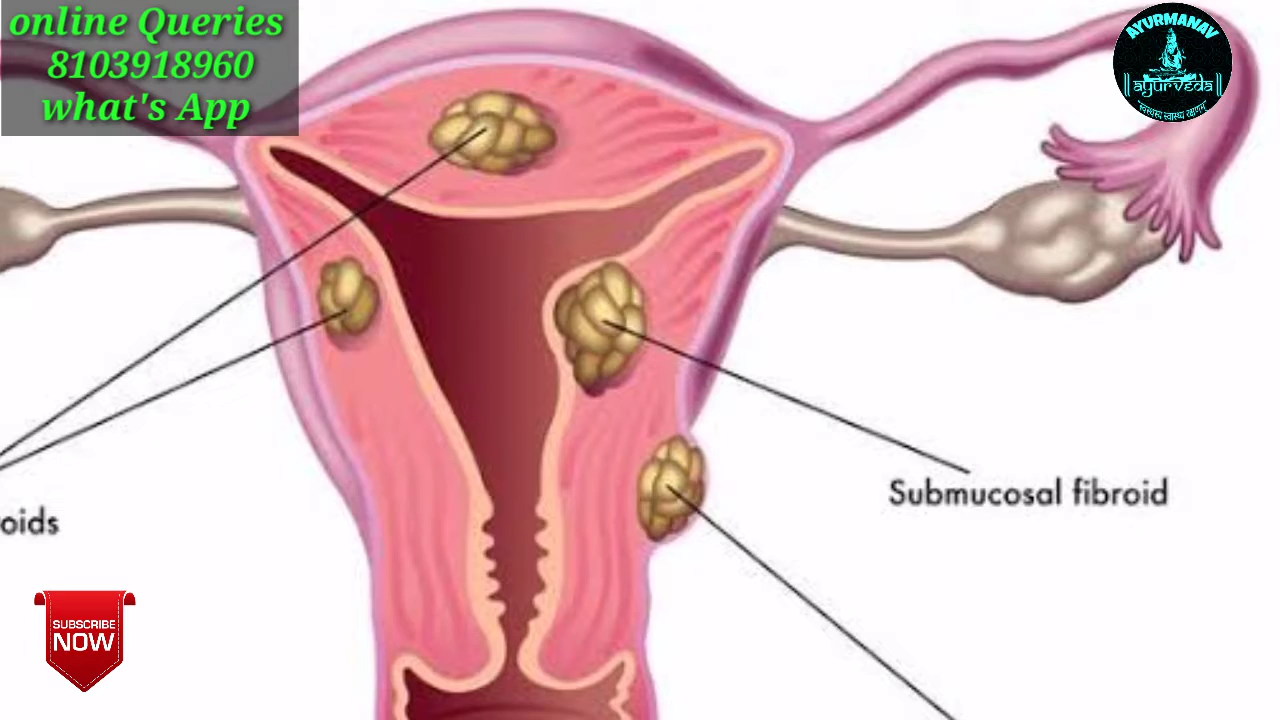 online Queries
8103918960
what's App
AYURMANAV
||ayurveda||
Submucosal fibroid
oids
SUBSCRIBE
NOW